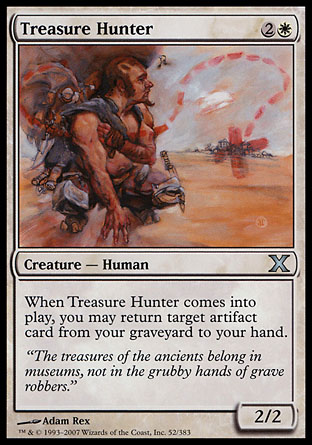 Treasure Hunter 2
Creature — Human X
When Treasure Hunter comes into
play, you may return target artifact
card from your graveyard to your hand.
“The treasures of the ancients belong in
museums, not in the grubby hands of grave
robbers.”
Adam Rex
™ & © 1993–2007 Wizards of the Coast, Inc. 52/383
2/2